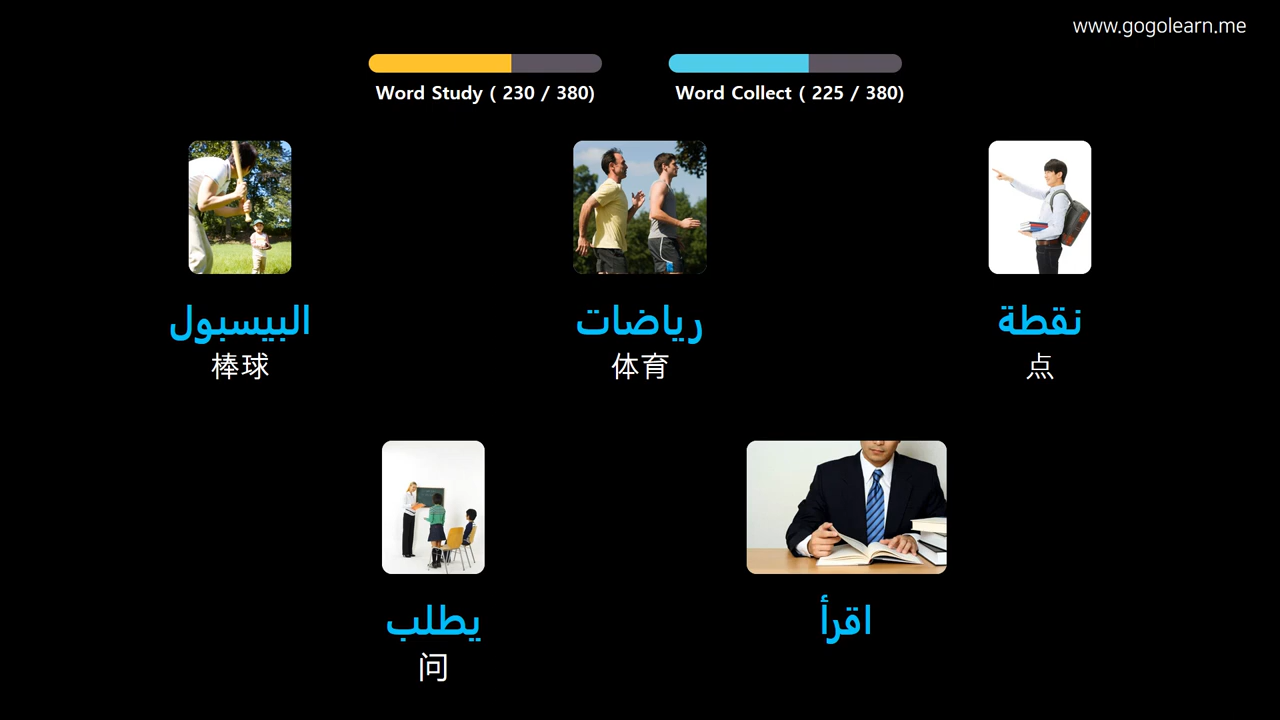 www.gogolearn.me
Word Study ( 230 / 380)
Word Collect ( 225 / 380)
البيسبول
棒球
رياضات
体育
نقطة
点
يطلب
问
اقرأ